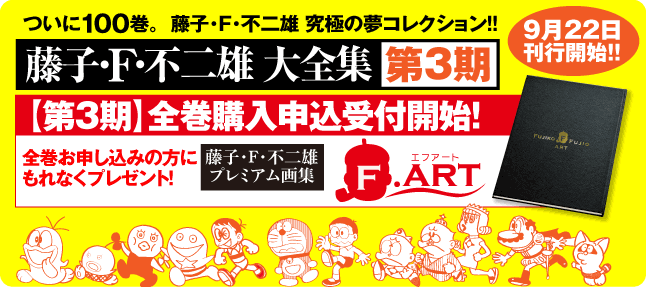 ついに100巻。 藤子・F・不二雄 究極の夢コレクション!!
藤子・F・不二雄 大全集 第3期
9月22日
刊行開始!!
【第3期】全巻購入申込受付開始!
全巻お申し込みの方に
もれなくプレゼント!
藤子・F・不二雄
プレミアム画集
エフアート
F.ART
FUJIKO F FUJIO
ART